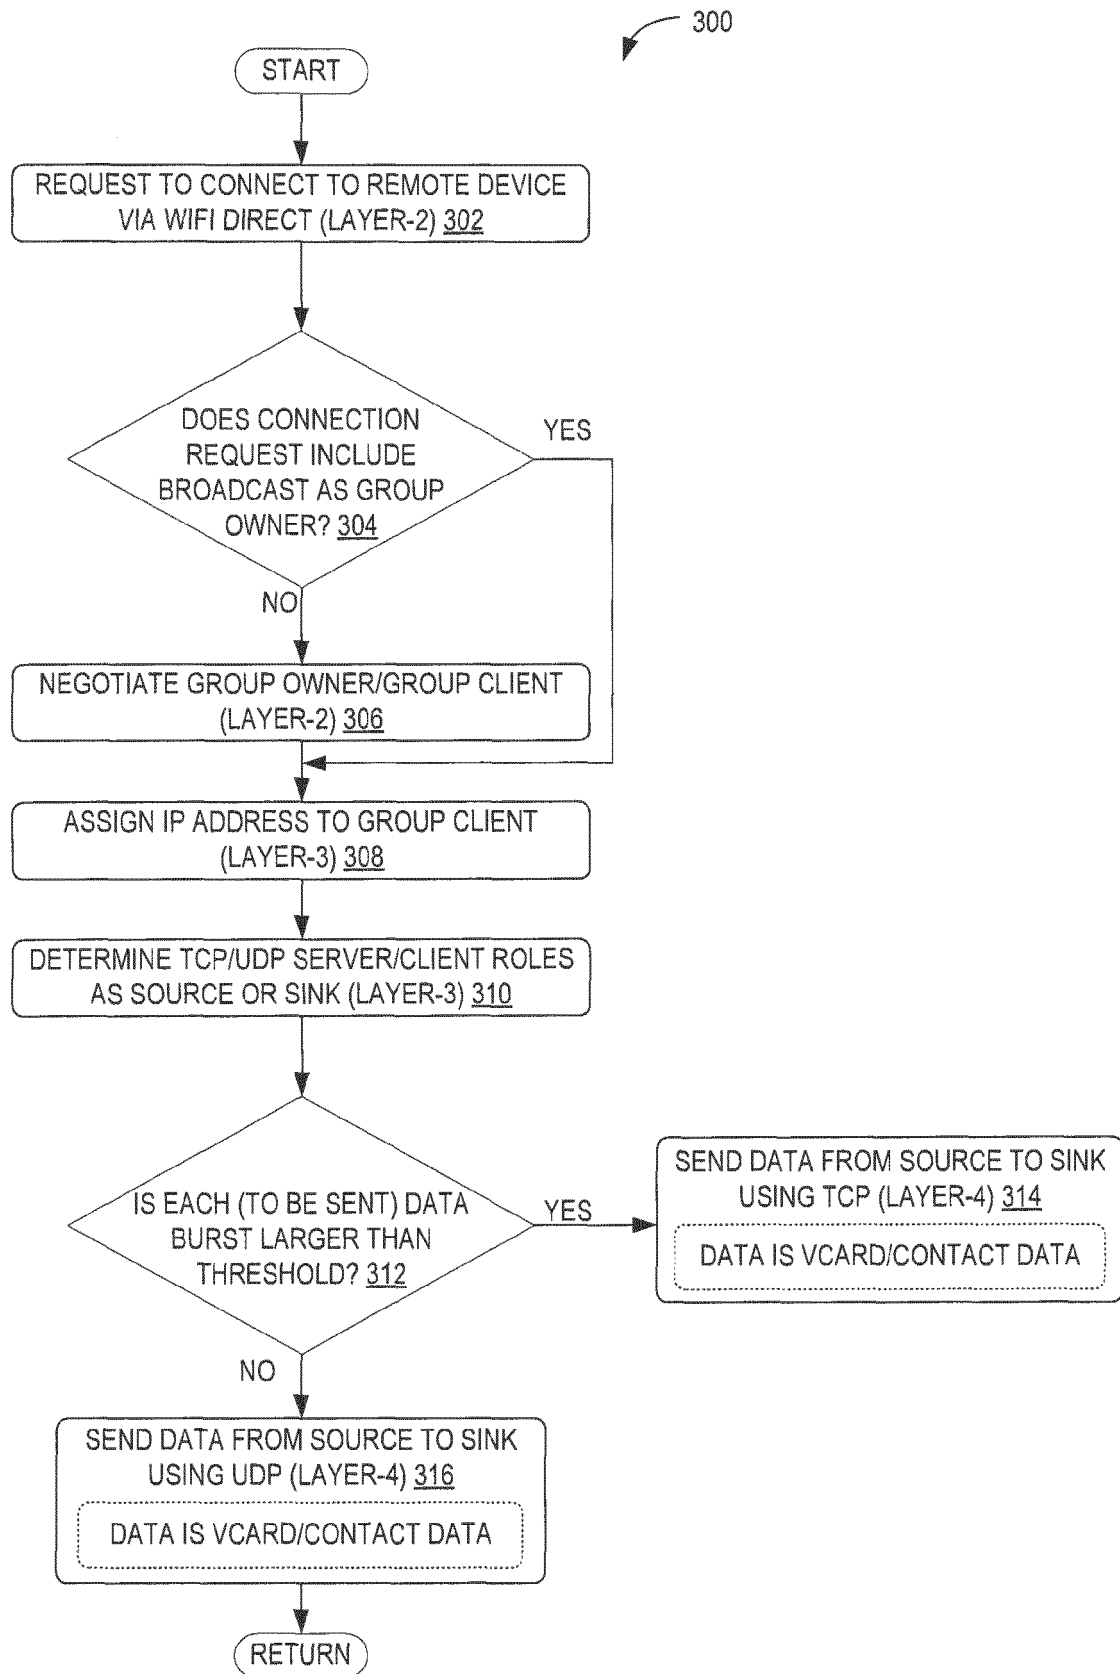 300
START
REQUEST TO CONNECT TO REMOTE DEVICE
VIA WIFI DIRECT (LAYER-2) 302
DOES CONNECTION
REQUEST INCLUDE
BROADCAST AS GROUP
OWNER? 304
YES
NO
NEGOTIATE GROUP OWNER/GROUP CLIENT
(LAYER-2) 306
ASSIGN IP ADDRESS TO GROUP CLIENT
(LAYER-3) 308
DETERMINE TCP/UDP SERVER/CLIENT ROLES
AS SOURCE OR SINK (LAYER-3) 310
IS EACH (TO BE SENT) DATA
BURST LARGER THAN
THRESHOLD? 312
YES
SEND DATA FROM SOURCE TO SINK
USING TCP (LAYER-4) 314
DATA IS VCARD/CONTACT DATA
NO
SEND DATA FROM SOURCE TO SINK
USING UDP (LAYER-4) 316
DATA IS VCARD/CONTACT DATA
RETURN